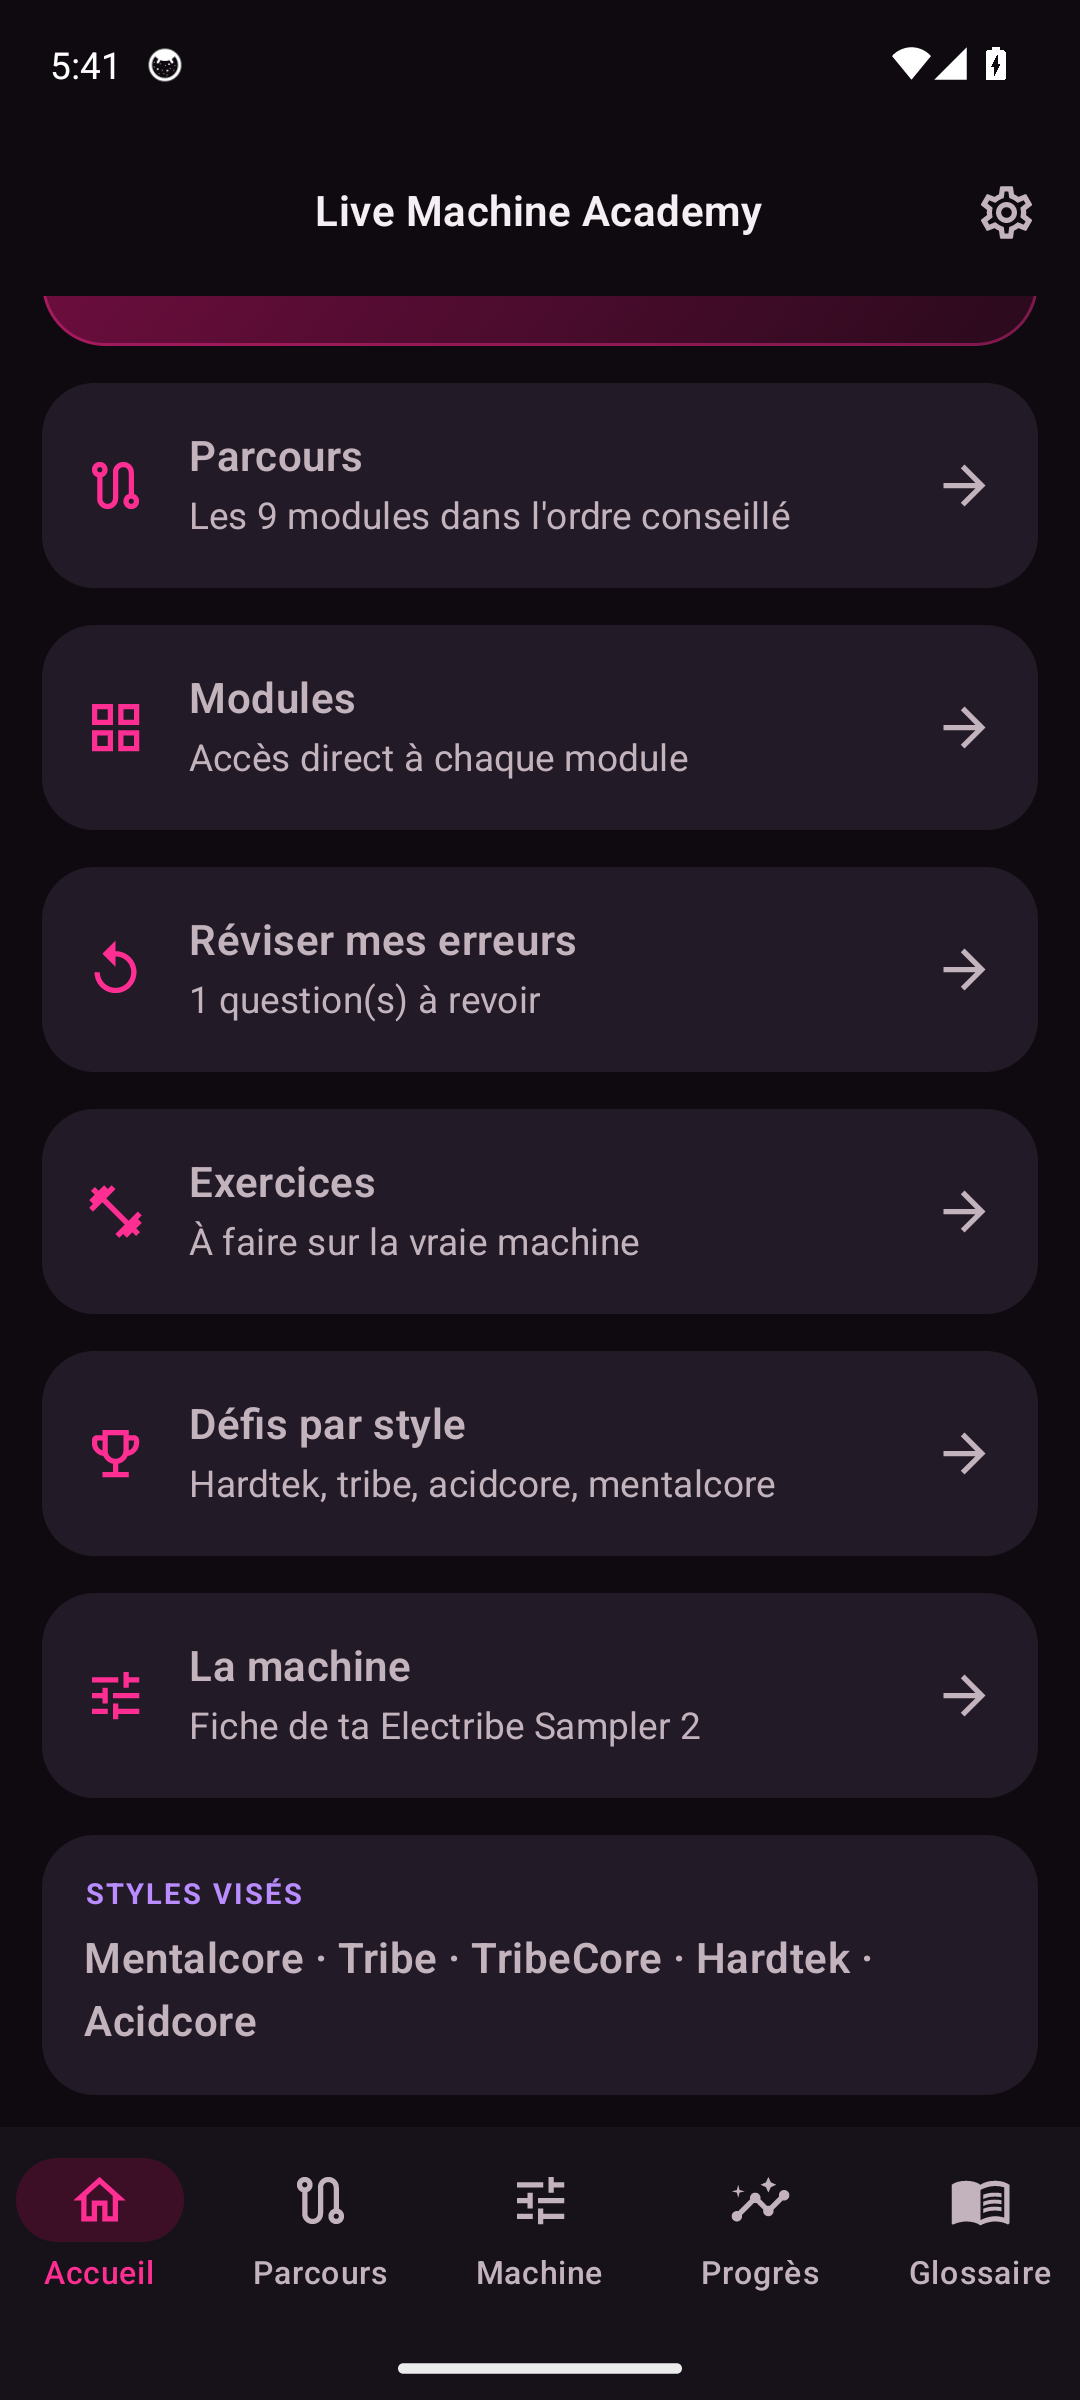 5:41
Live Machine Academy
Parcours
Les 9 modules dans l'ordre conseillé
Modules
Accès direct à chaque module
Réviser mes erreurs
1 question(s) à revoir
Exercices
À faire sur la vraie machine
Défis par style
Hardtek, tribe, acidcore, mentalcore
La machine
Fiche de ta Electribe Sampler 2
STYLES VISÉS
Mentalcore · Tribe · TribeCore · Hardtek ·
Acidcore
Accueil
Parcours
Machine
Progrès
Glossaire